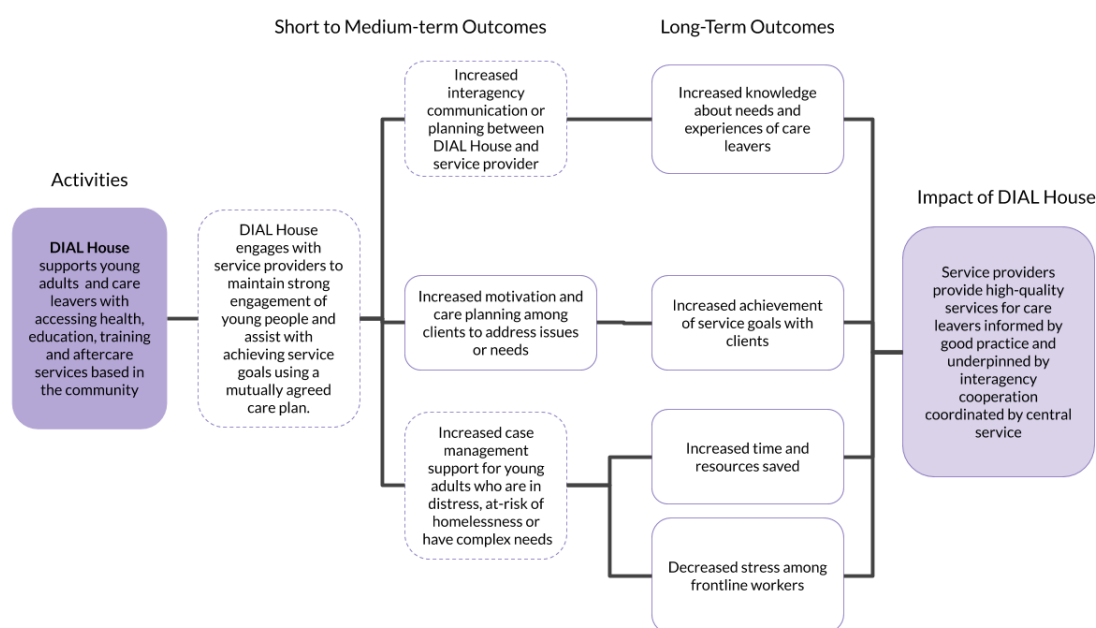 Short to Medium-term Outcomes
Long-Term Outcomes
Activities
DIAL House
supports young
adults and care
leavers with
accessing health,
education, training
and aftercare
services based in
the community
DIAL House
engages with
service providers to
maintain strong
engagement of
young people and
assist with
achieving service
goals using a
mutually agreed
care plan.
Increased
interagency
communication or
planning between
DIAL House and
service provider
Increased motivation and
care planning among
clients to address issues
or needs
Increased case
management
support for young
adults who are in
distress, at-risk of
homelessness or
have complex needs
Increased knowledge
about needs and
experiences of care
leavers
Increased achievement
of service goals with
clients
Increased time and
resources saved
Decreased stress among
frontline workers
Impact of DIAL House
Service providers
provide high-quality
services for care
leavers informed by
good practice and
underpinned by
interagency
cooperation
coordinated by central
service